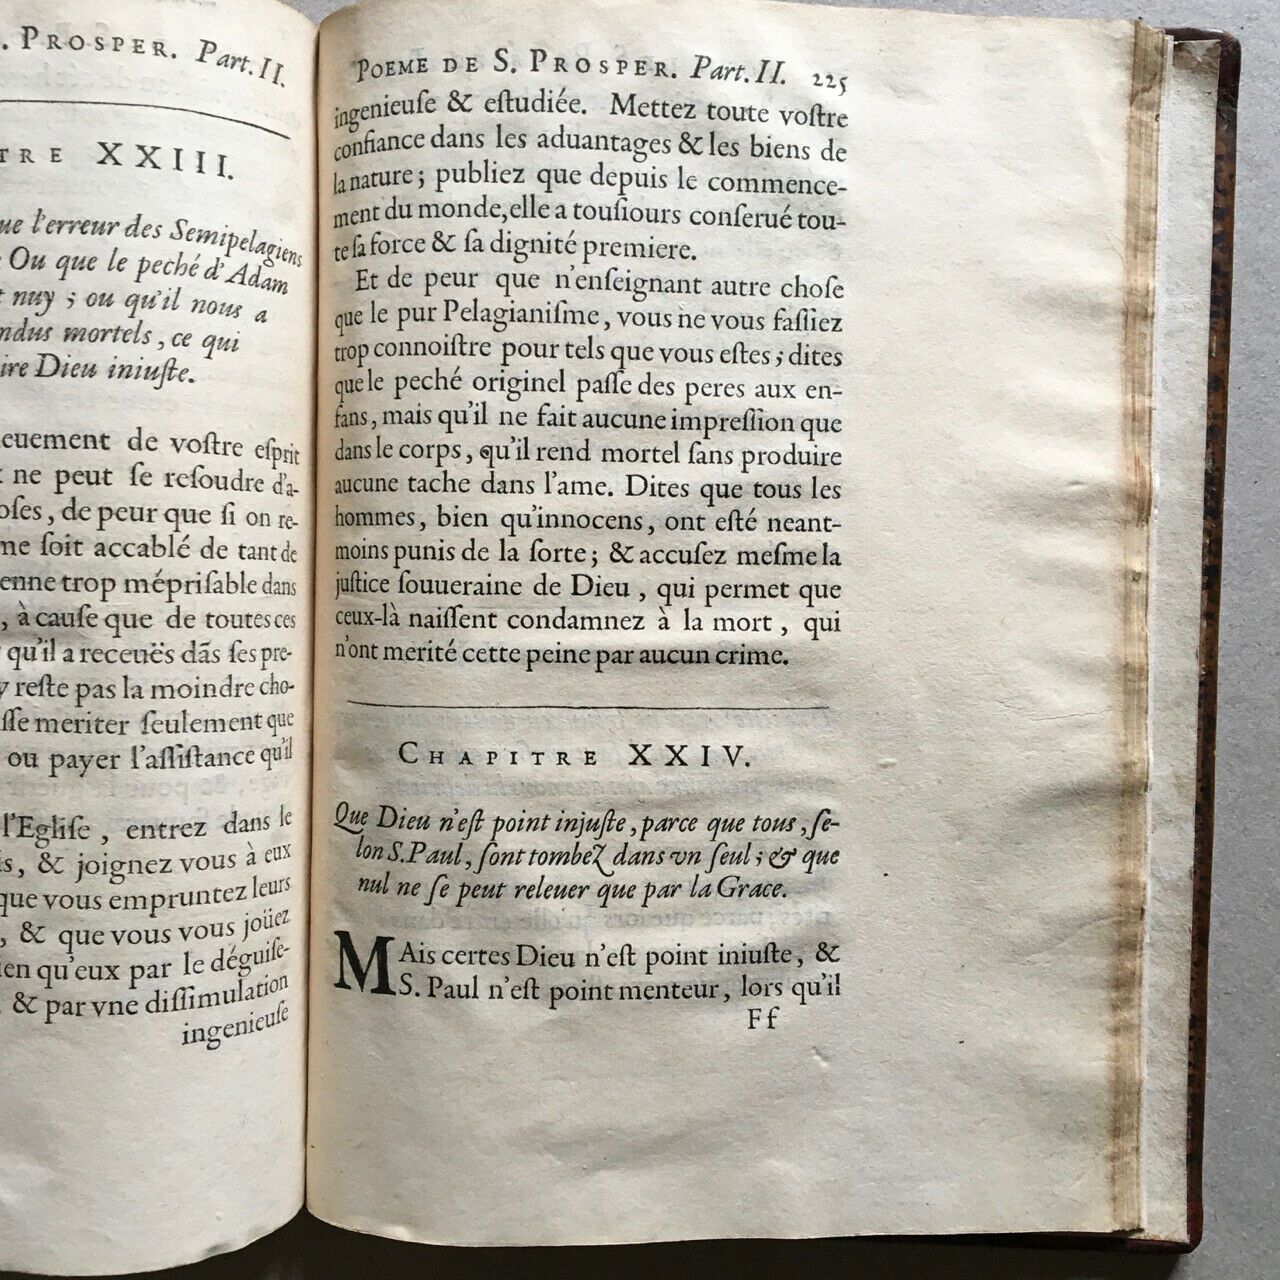 . PROSPER. Part. II.
TRE XXIII.
ue l'erreur des Semipelagiens
Ou que le peché d'Adam
nuy ; ou qu'il nous a
ndus mortels, ce qui
ire Dieu iniuſte.
euement de voſtre eſprit
ne peut ſe reſoudre d'a-
oſes, de peur que ſi on re-
me ſoit accablé de tant de
enne trop mépriſable dans
, à cauſe que de toutes ces
qu'il a receuës dãs ſes pre-
y reſte pas la moindre cho-
ſſe meriter ſeulement que
ou payer l'aſſiſtance qu'il
l'Egliſe, entrez dans le
s, & joignez vous à eux
que vous empruntez leurs
, & que vous vous joüez
en qu'eux par le déguiſe-
& par vne diſſimulation
ingenieuſe
POEME DE S. PROSPER. Part. II. 225
ingenieuſe & eſtudiée. Mettez toute voſtre
confiance dans les aduantages & les biens de
la nature ; publiez que depuis le commence-
ment du monde, elle a touſiours conſerué tou-
te ſa force & ſa dignité premiere.
Et de peur que n'enſeignant autre choſe
que le pur Pelagianiſme, vous ne vous faſſiez
trop connoiſtre pour tels que vous eſtes ; dites
que le peché originel paſſe des peres aux en-
fans, mais qu'il ne fait aucune impreſſion que
dans le corps, qu'il rend mortel ſans produire
aucune tache dans l'ame. Dites que tous les
hommes, bien qu'innocens, ont eſté neant-
moins punis de la ſorte ; & accuſez meſme la
juſtice ſouueraine de Dieu, qui permet que
ceux-là naiſſent condamnez à la mort, qui
n'ont merité cette peine par aucun crime.
CHAPITRE XXIV.
Que Dieu n'eſt point injuſte, parce que tous, ſe-
lon S. Paul, ſont tombez dans vn ſeul ; & que
nul ne ſe peut releuer que par la Grace.
MAis certes Dieu n'eſt point iniuſte, &
S. Paul n'eſt point menteur, lors qu'il
Ff